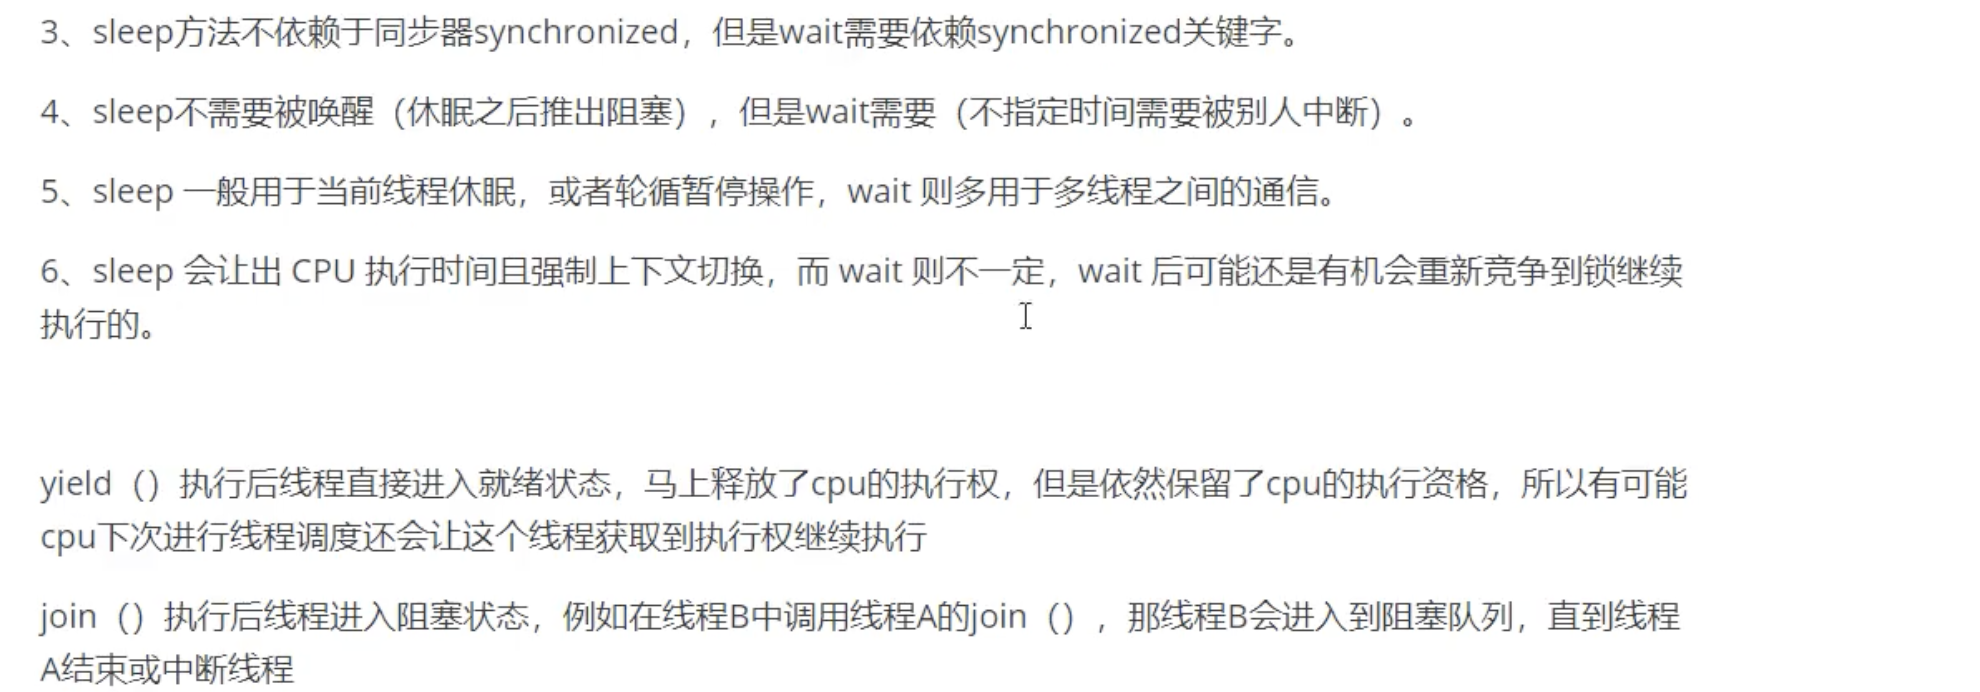 3、sleep方法不依赖于同步器synchronized，但是wait需要依赖synchronized关键字。
4、sleep不需要被唤醒（休眠之后推出阻塞），但是wait需要（不指定时间需要被别人中断）。
5、sleep 一般用于当前线程休眠，或者轮循暂停操作，wait 则多用于多线程之间的通信。
6、sleep 会让出 CPU 执行时间且强制上下文切换，而 wait 则不一定，wait 后可能还是有机会重新竞争到锁继续
执行的。
yield（）执行后线程直接进入就绪状态，马上释放了cpu的执行权，但是依然保留了cpu的执行资格，所以有可能
cpu下次进行线程调度还会让这个线程获取到执行权继续执行
join（）执行后线程进入阻塞状态，例如在线程B中调用线程A的join（），那线程B会进入到阻塞队列，直到线程
A结束或中断线程